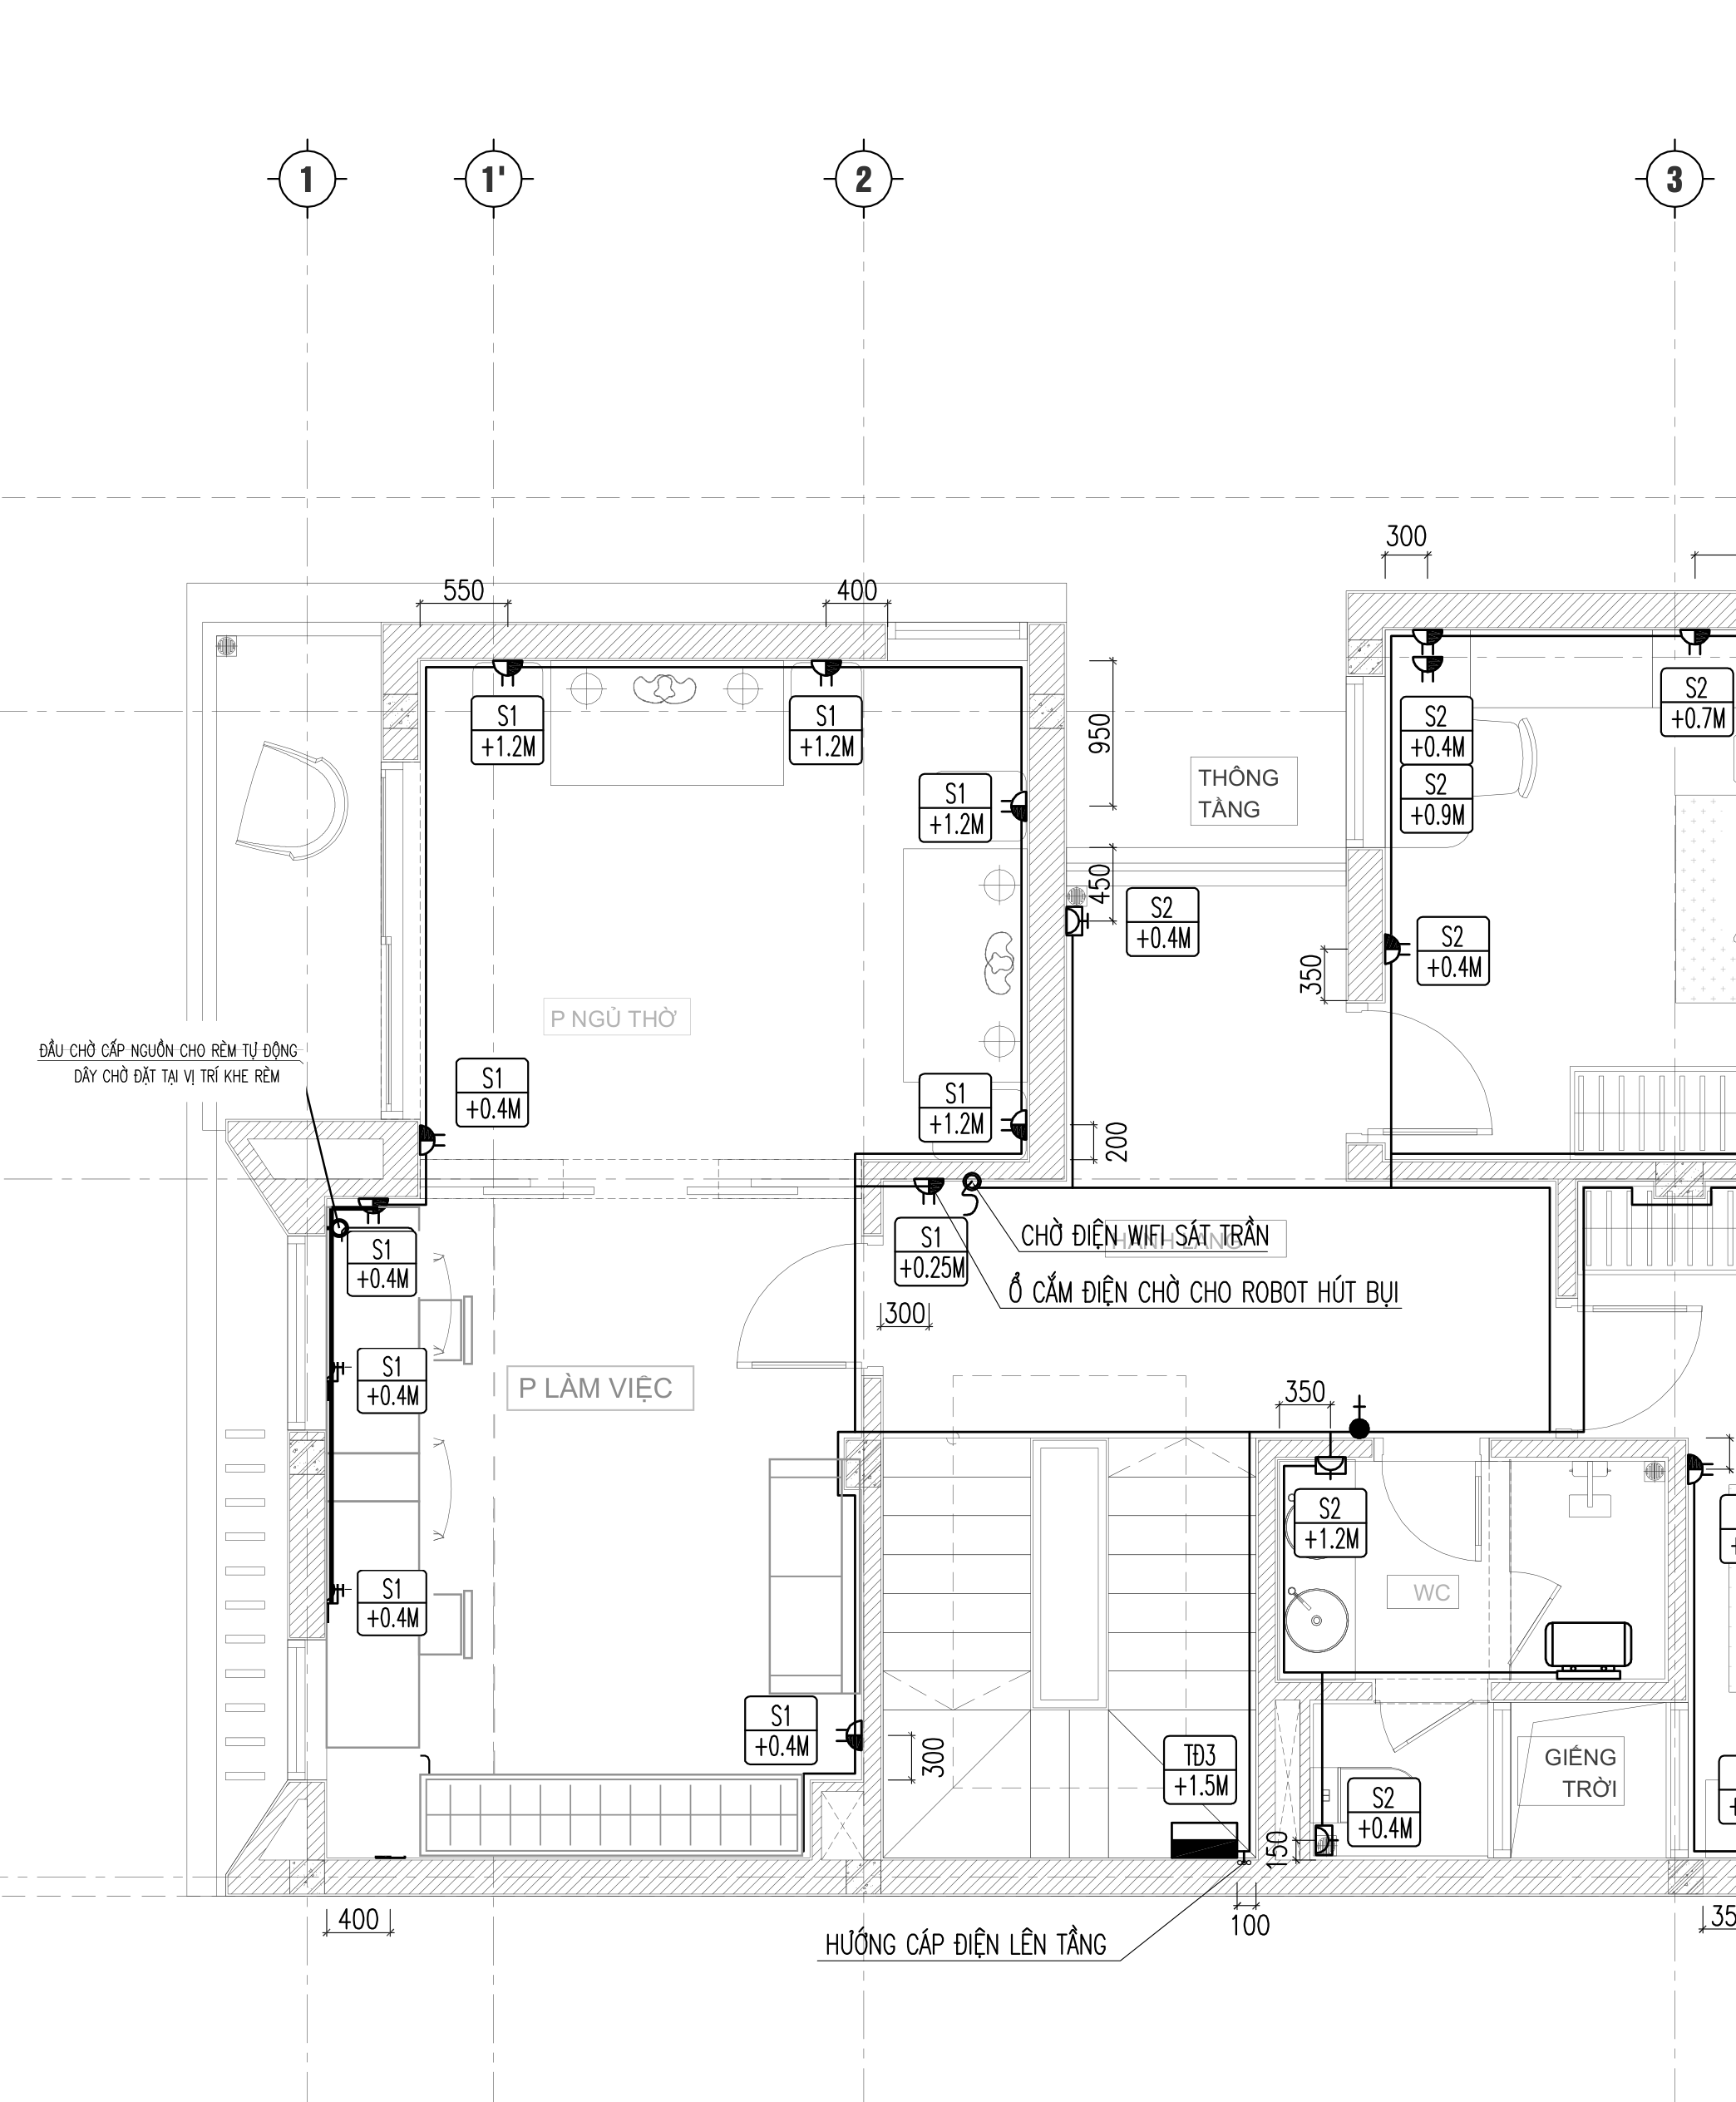 1
1'
2
3
300
550
400
S1
+1.2M
S1
+1.2M
S1
+1.2M
950
THÔNG
TẦNG
S2
+0.4M
S2
+0.9M
S2
+0.7M
450
S2
+0.4M
350
S2
+0.4M
P NGỦ THỜ
ĐẦU CHỜ CẤP NGUỒN CHO RÈM TỰ ĐỘNG
DÂY CHỜ ĐẶT TẠI VỊ TRÍ KHE RÈM
S1
+0.4M
S1
+1.2M
200
S1
+0.4M
S1
+0.25M
CHỜ ĐIỆN WIFI SÁT TRẦN
HÀNH LANG
Ổ CẮM ĐIỆN CHỜ CHO ROBOT HÚT BỤI
300
S1
+0.4M
P LÀM VIỆC
350
S2
+1.2M
WC
S1
+0.4M
S1
+0.4M
300
TĐ3
+1.5M
GIẾNG
TRỜI
S2
+0.4M
150
400
100
HƯỚNG CÁP ĐIỆN LÊN TẦNG